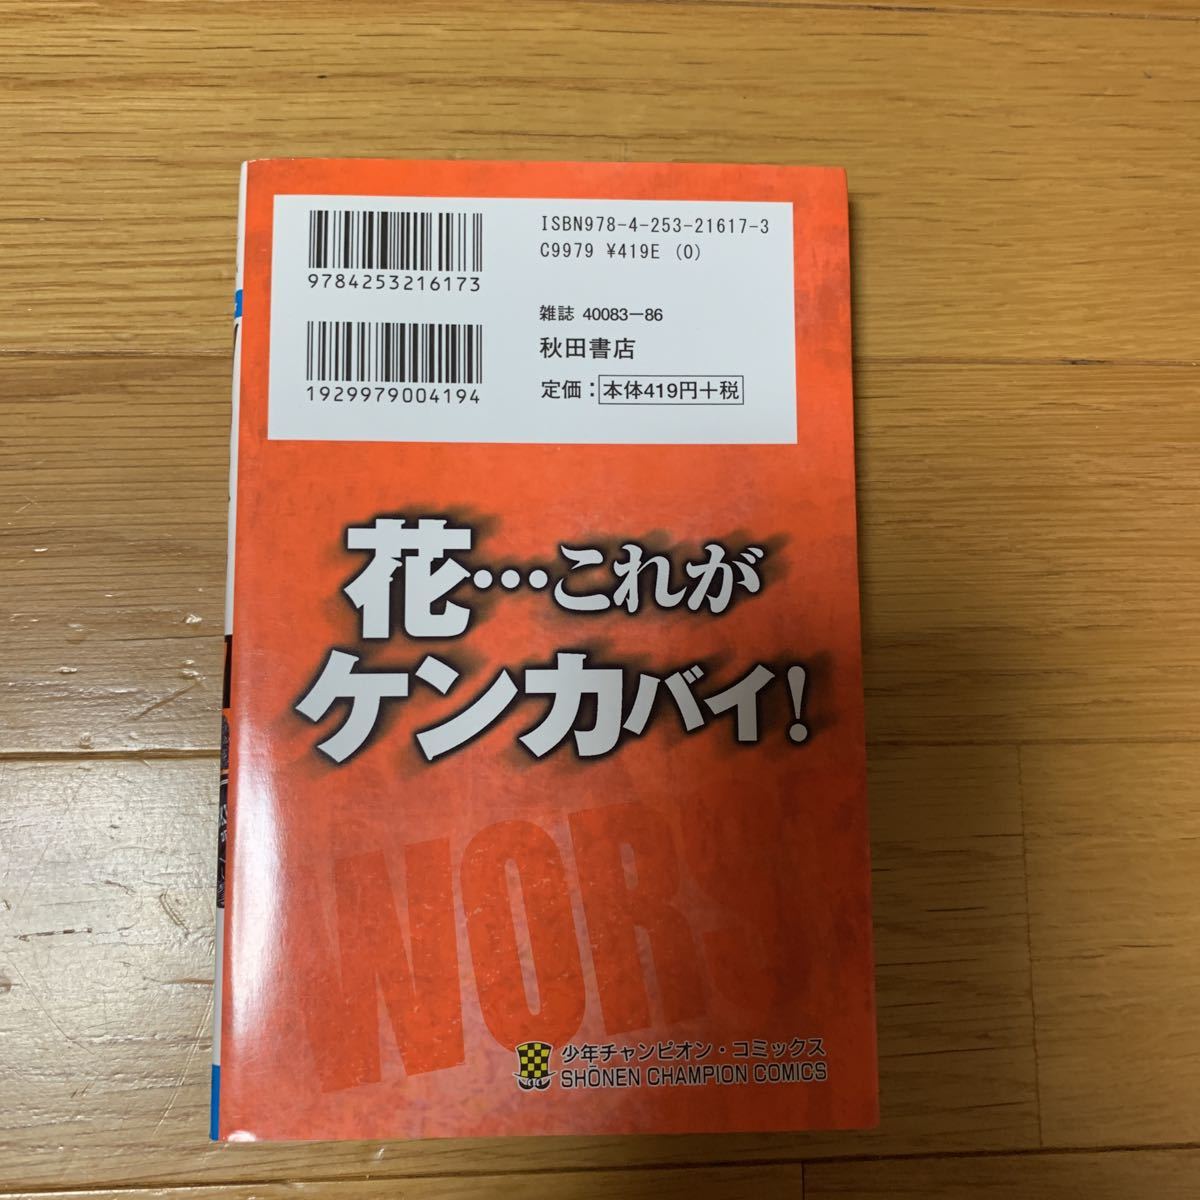 ISBN978-4-253-21617-3
C9979 ¥419E (0)
9784253216173
雑誌 40083-86
秋田書店
定価：本体419円+税
1929979004194
花…これが
ケンカバイ!
WORS
少年チャンピオン・コミックス
SHŌNEN CHAMPION COMICS